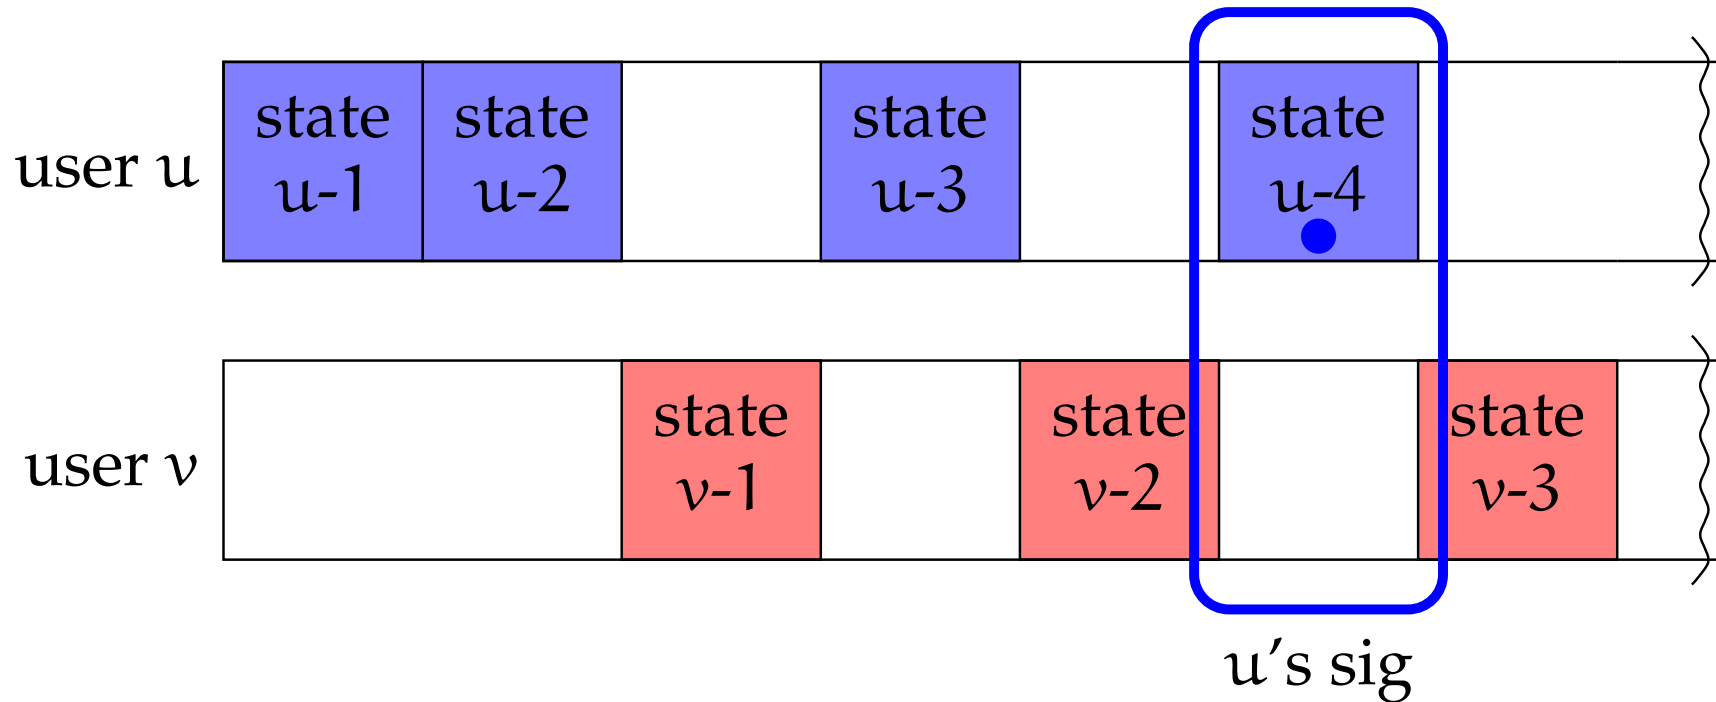 user u
state
u-1
state
u-2
state
u-3
state
u-4
user v
state
v-1
state
v-2
state
v-3
u's sig